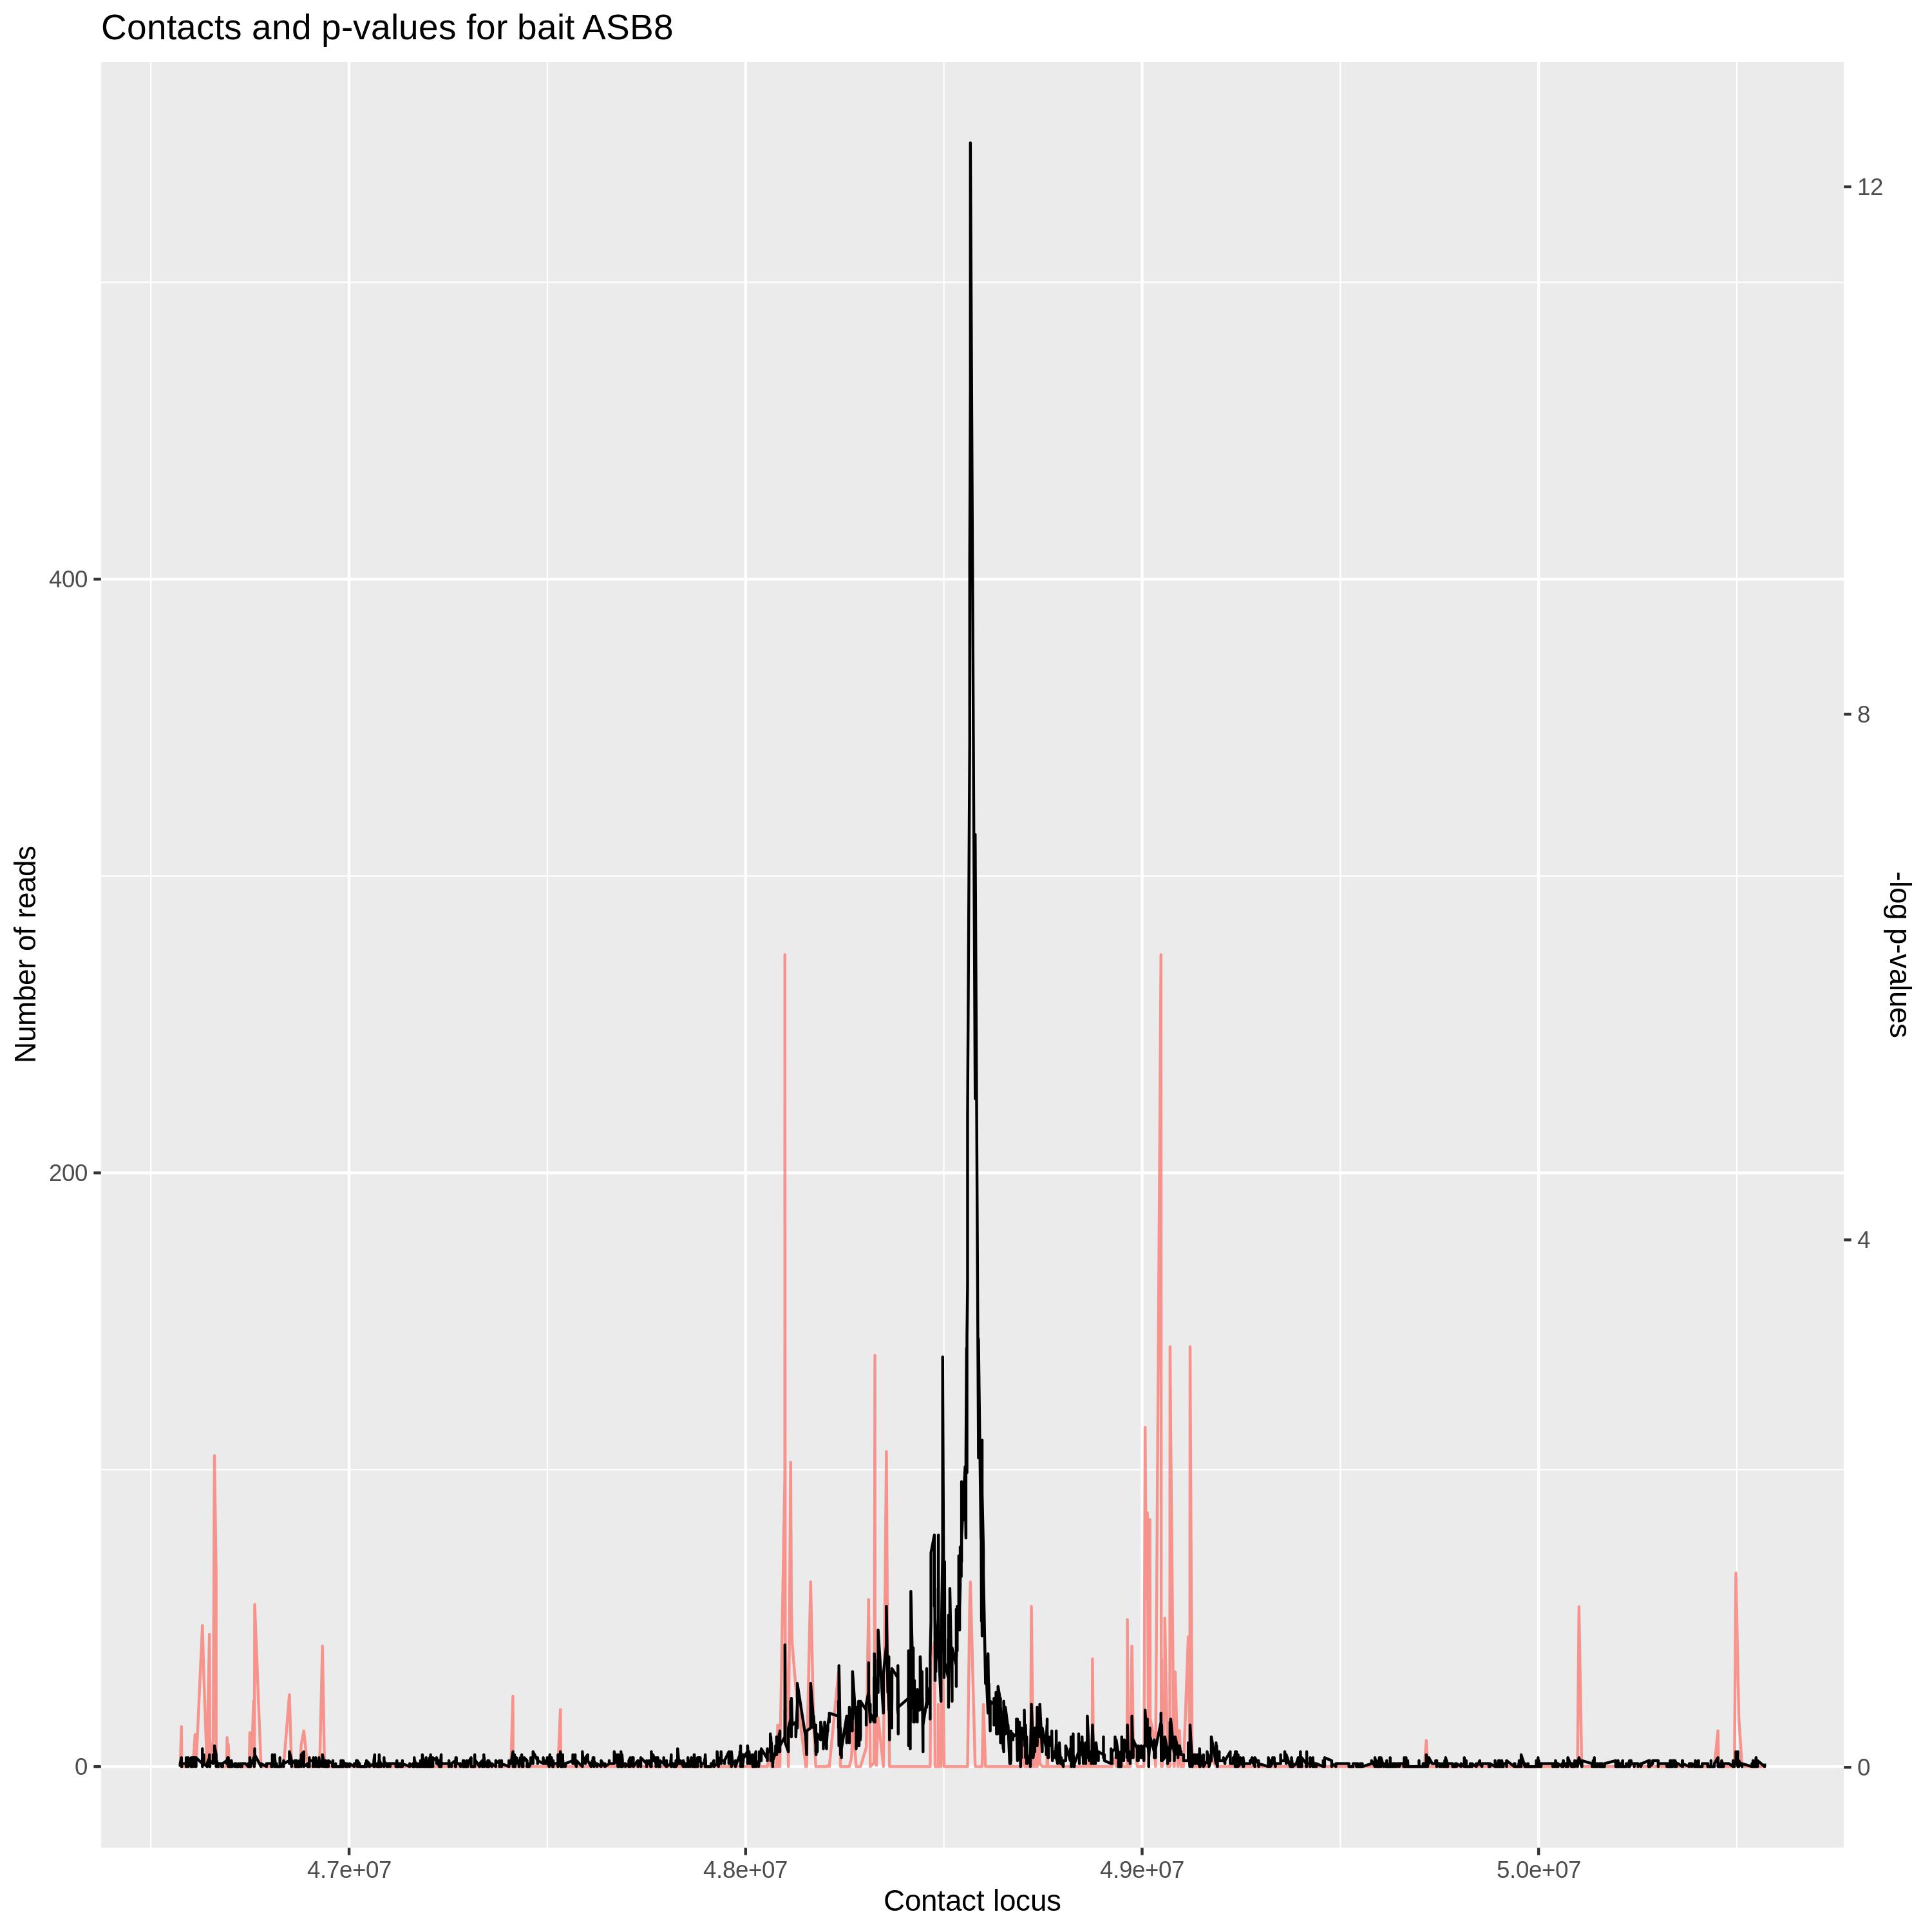 Contacts and p-values for bait ASB8
Number of reads
400
200
0
12
8
4
0
-log p-values
4.7e+07 4.8e+07 4.9e+07 5.0e+07
Contact locus